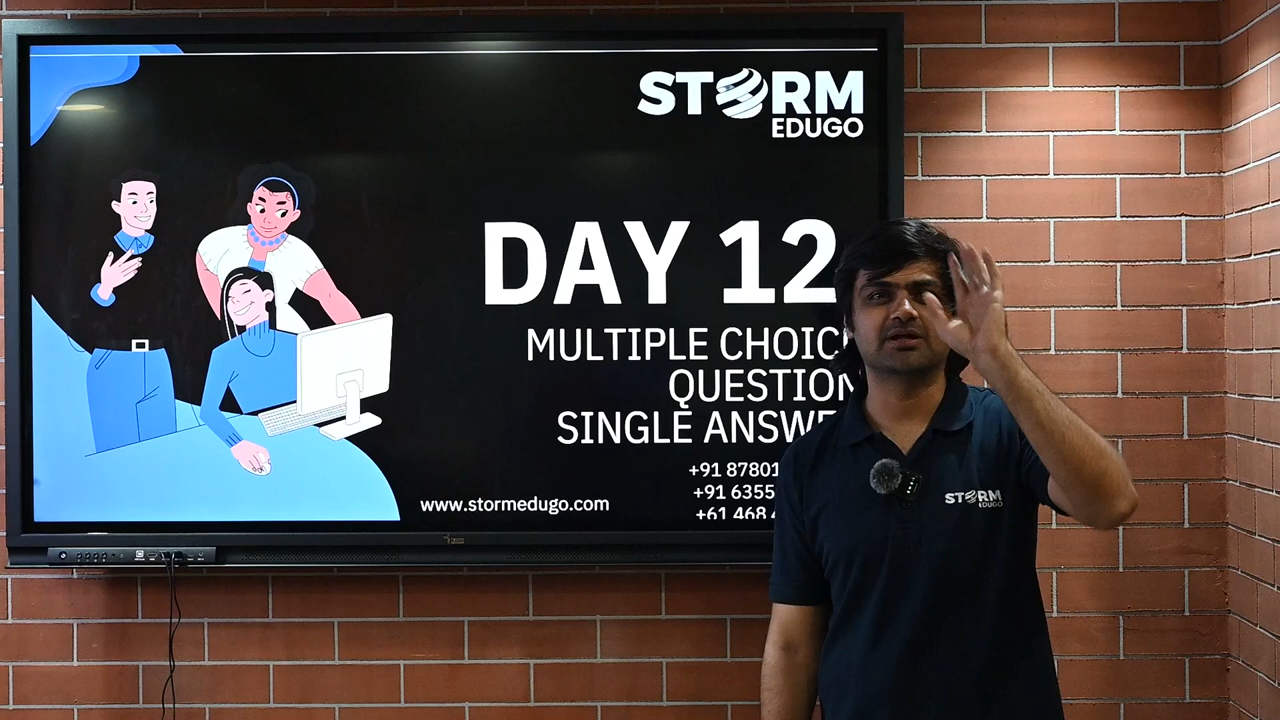 STORM
EDUGO
DAY 12
MULTIPLE CHOIC
QUESTION
SINGLE ANSWE
+91 87801
+91 6355
+61 468
www.stormedugo.com
STORM
EDUGO